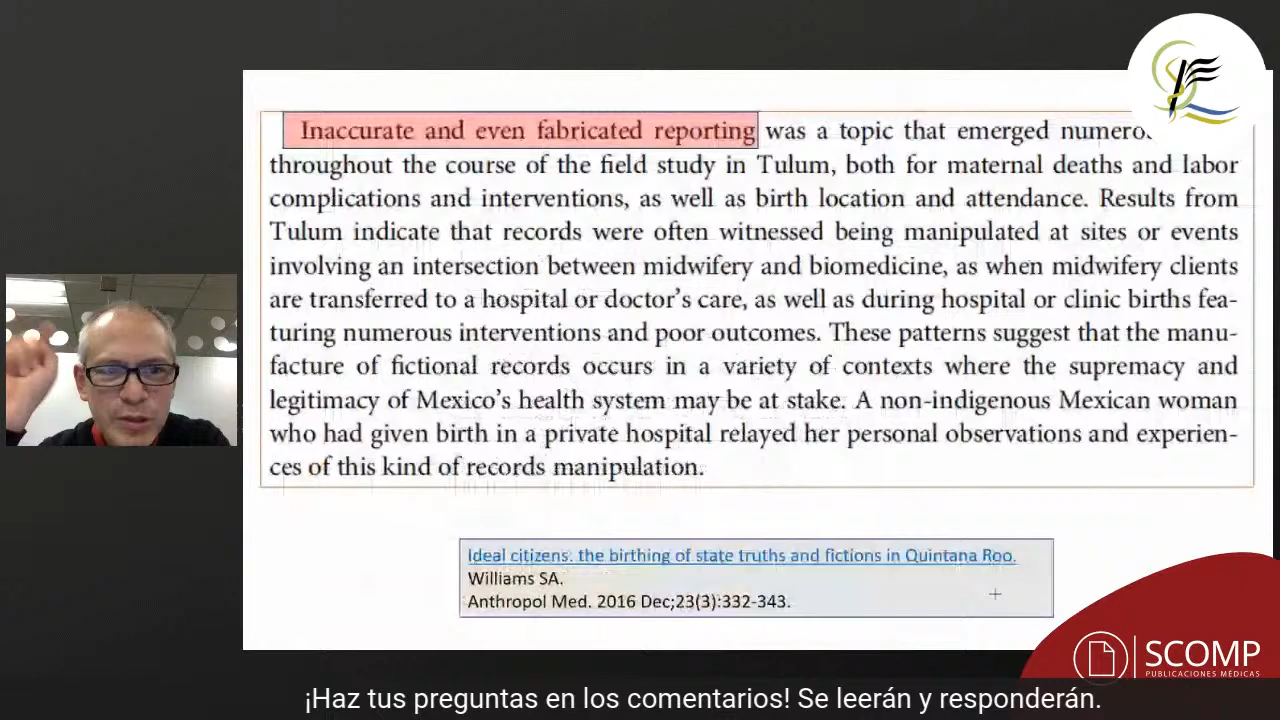 Inaccurate and even fabricated reporting was a topic that emerged
throughout the course of the field study in Tulum, both for maternal deaths and labor
complications and interventions, as well as birth location and attendance. Results from
Tulum indicate that records were often witnessed being manipulated at sites or events
involving an intersection between midwifery and biomedicine, as when midwifery clients
are transferred to a hospital or doctor's care, as well as during hospital or clinic births fea-
turing numerous interventions and poor outcomes. These patterns suggest that the manu-
facture of fictional records occurs in a variety of contexts where the supremacy and
legitimacy of Mexico's health system may be at stake. A non-indigenous Mexican woman
who had given birth in a private hospital relayed her personal observations and experien-
ces of this kind of records manipulation.
Ideal citizens. the birthing of state truths and fictions in Quintana Roo.
Williams SA.
Anthropol Med. 2016 Dec;23(3):332-343.
SCOMP
PUBLICACIONES MÉDICAS
¡Haz tus preguntas en los comentarios! Se leerán y responderán.